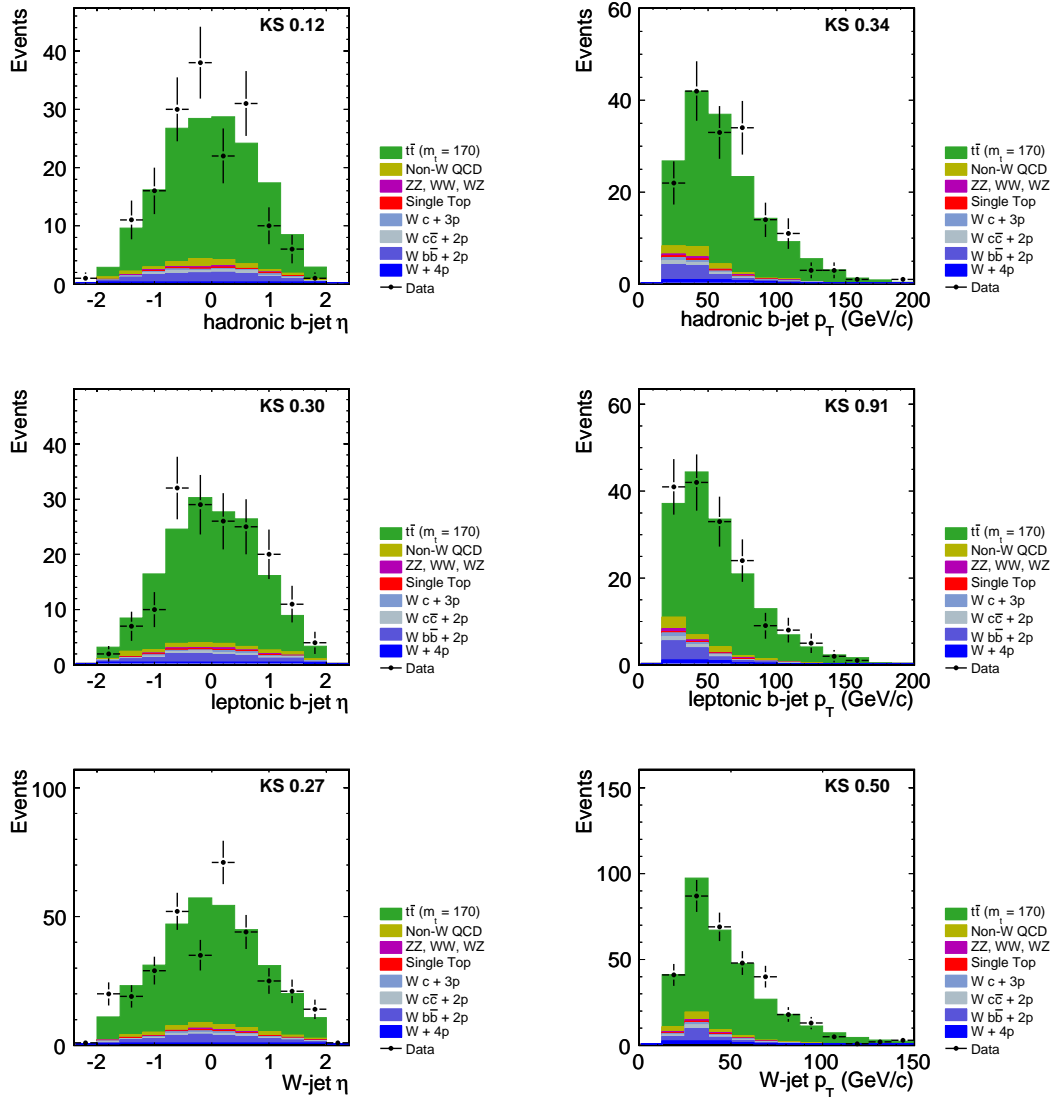 Events
40
30
20
10
0
KS 0.12
-2 -1 0 1 2
hadronic b-jet η
tt̄ (m_t = 170)
Non-W QCD
ZZ, WW, WZ
Single Top
W c + 3p
W cc̄ + 2p
W bb̄ + 2p
W + 4p
Data
Events
60
40
20
0
KS 0.34
0 50 100 150 200
hadronic b-jet p_T (GeV/c)
tt̄ (m_t = 170)
Non-W QCD
ZZ, WW, WZ
Single Top
W c + 3p
W cc̄ + 2p
W bb̄ + 2p
W + 4p
Data
Events
40
30
20
10
0
KS 0.30
-2 -1 0 1 2
leptonic b-jet η
tt̄ (m_t = 170)
Non-W QCD
ZZ, WW, WZ
Single Top
W c + 3p
W cc̄ + 2p
W bb̄ + 2p
W + 4p
Data
Events
60
40
20
0
KS 0.91
0 50 100 150 200
leptonic b-jet p_T (GeV/c)
tt̄ (m_t = 170)
Non-W QCD
ZZ, WW, WZ
Single Top
W c + 3p
W cc̄ + 2p
W bb̄ + 2p
W + 4p
Data
Events
100
50
0
KS 0.27
-2 -1 0 1 2
W-jet η
tt̄ (m_t = 170)
Non-W QCD
ZZ, WW, WZ
Single Top
W c + 3p
W cc̄ + 2p
W bb̄ + 2p
W + 4p
Data
Events
150
100
50
0
KS 0.50
0 50 100 150
W-jet p_T (GeV/c)
tt̄ (m_t = 170)
Non-W QCD
ZZ, WW, WZ
Single Top
W c + 3p
W cc̄ + 2p
W bb̄ + 2p
W + 4p
Data